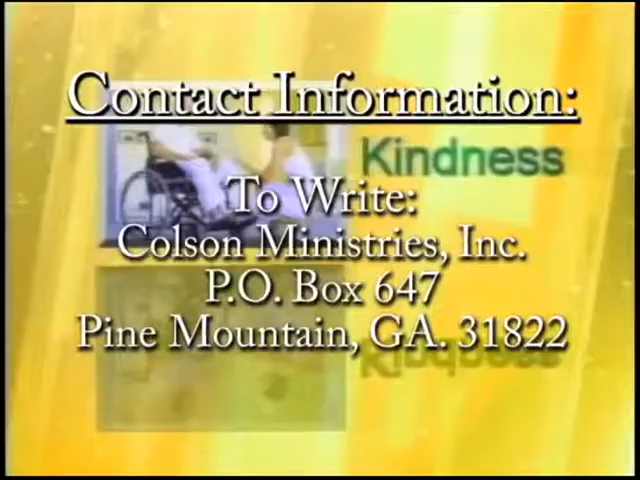 Contact Information:
Kindness
To Write:
Colson Ministries, Inc.
P.O. Box 647
Pine Mountain, GA. 31822